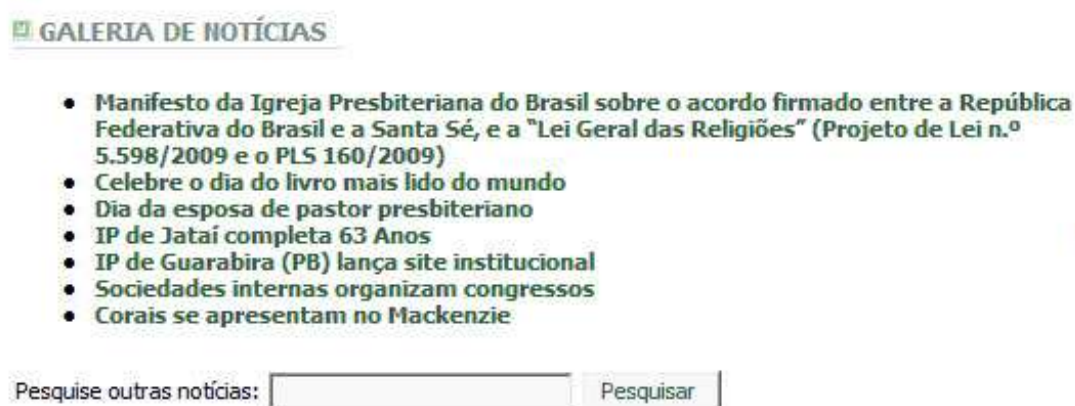 GALERIA DE NOTÍCIAS
• Manifesto da Igreja Presbiteriana do Brasil sobre o acordo firmado entre a República
Federativa do Brasil e a Santa Sé, e a "Lei Geral das Religiões" (Projeto de Lei n.º
5.598/2009 e o PLS 160/2009)
• Celebre o dia do livro mais lido do mundo
• Dia da esposa de pastor presbiteriano
• IP de Jataí completa 63 Anos
• IP de Guarabira (PB) lança site institucional
• Sociedades internas organizam congressos
• Corais se apresentam no Mackenzie
Pesquise outras notícias: Pesquisar